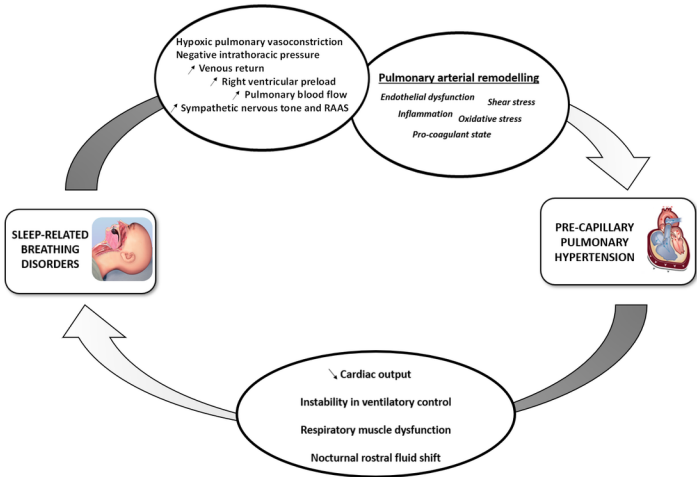 Hypoxic pulmonary vasoconstriction
Negative intrathoracic pressure
↗ Venous return
↗ Right ventricular preload
↗ Pulmonary blood flow
↗ Sympathetic nervous tone and RAAS
Pulmonary arterial remodelling
Endothelial dysfunction
Shear stress
Inflammation
Oxidative stress
Pro-coagulant state
SLEEP-RELATED
BREATHING
DISORDERS
PRE-CAPILLARY
PULMONARY
HYPERTENSION
↘ Cardiac output
Instability in ventilatory control
Respiratory muscle dysfunction
Nocturnal rostral fluid shift